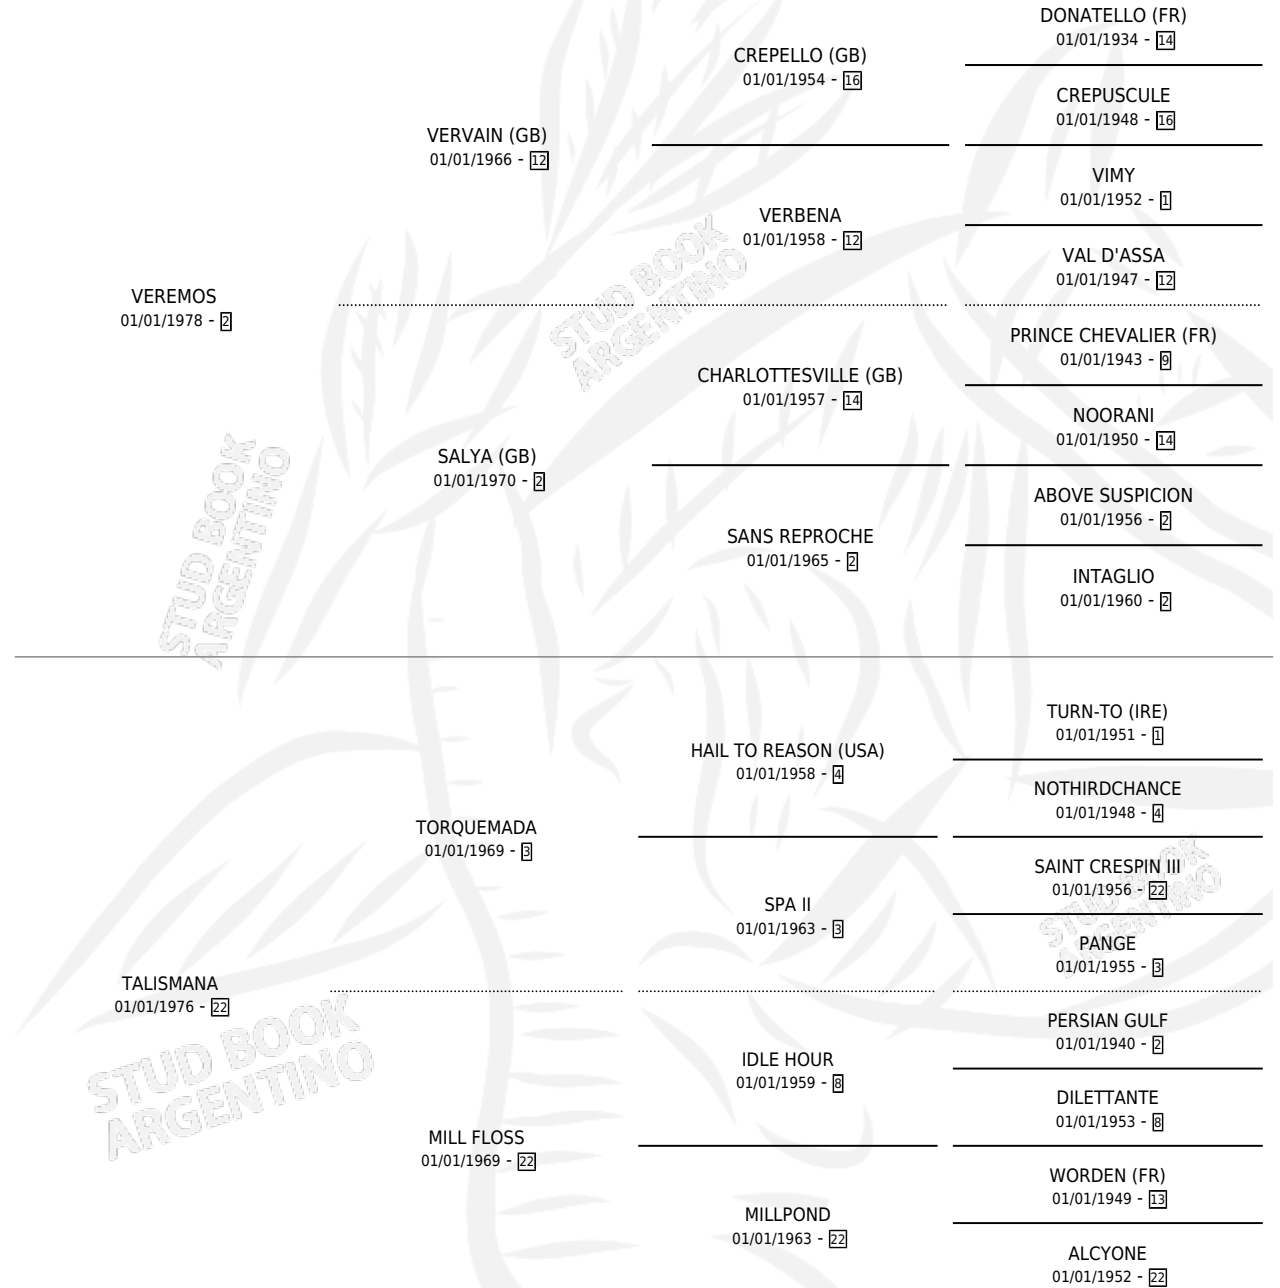 DONATELLO (FR)
01/01/1934 - 14
CREPELLO (GB)
01/01/1954 - 16
CREPUSCULE
01/01/1948 - 16
VERVAIN (GB)
01/01/1966 - 12
VIMY
01/01/1952 - 1
VERBENA
01/01/1958 - 12
VAL D'ASSA
01/01/1947 - 12
VEREMOS
01/01/1978 - 2
PRINCE CHEVALIER (FR)
01/01/1943 - 9
CHARLOTTESVILLE (GB)
01/01/1957 - 14
NOORANI
01/01/1950 - 14
SALYA (GB)
01/01/1970 - 2
ABOVE SUSPICION
01/01/1956 - 2
SANS REPROCHE
01/01/1965 - 2
INTAGLIO
01/01/1960 - 2
STUD BOOK
ARGENTINO
STUD BOOK
ARGENTINO
TURN-TO (IRE)
01/01/1951 - 1
HAIL TO REASON (USA)
01/01/1958 - 4
NOTHIRDCHANCE
01/01/1948 - 4
TORQUEMADA
01/01/1969 - 3
SAINT CRESPIN III
01/01/1956 - 22
SPA II
01/01/1963 - 3
PANGE
01/01/1955 - 3
TALISMANA
01/01/1976 - 22
PERSIAN GULF
01/01/1940 - 2
IDLE HOUR
01/01/1959 - 8
DILETTANTE
01/01/1953 - 8
MILL FLOSS
01/01/1969 - 22
WORDEN (FR)
01/01/1949 - 13
MILLPOND
01/01/1963 - 22
ALCYONE
01/01/1952 - 22
STUD BOOK
ARGENTINO
STUD BOOK
ARGENTINO